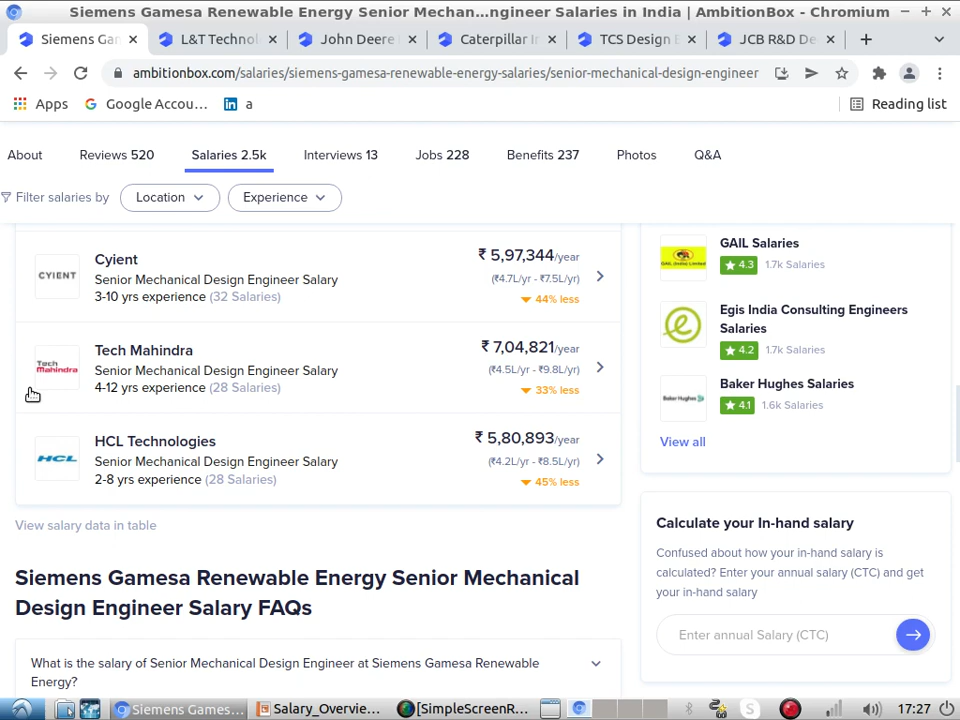 Siemens Gamesa Renewable Energy Senior Mecan...ngineer Salaries in India | AmbitionBox - Chromium
Siemens Gan
L&T Technol
John Deere
Caterpillar In
TCS Design E
JCB R&D De
ambitionbox.com/salaries/siemens-gamesa-renewable-energy-salaries/senior-mechanical-design-engineer
Apps
Google Accou...
a
Reading list
About
Reviews 520
Salaries 2.5k
Interviews 13
Jobs 228
Benefits 237
Photos
Q&A
Filter salaries by
Location
Experience
CYIENT
Cyient
Senior Mechanical Design Engineer Salary
3-10 yrs experience (32 Salaries)
₹ 5,97,344/year
(₹4.7L/yr - ₹7.5L/yr)
44% less
Tech Mahindra
Tech Mahindra
Senior Mechanical Design Engineer Salary
4-12 yrs experience (28 Salaries)
₹ 7,04,821/year
(₹4.5L/yr - ₹9.8L/yr)
33% less
HCL
HCL Technologies
Senior Mechanical Design Engineer Salary
2-8 yrs experience (28 Salaries)
₹ 5,80,893/year
(₹4.2L/yr - ₹8.5L/yr)
45% less
View salary data in table
Siemens Gamesa Renewable Energy Senior Mechanical
Design Engineer Salary FAQs
What is the salary of Senior Mechanical Design Engineer at Siemens Gamesa Renewable
Energy?
GAIL Salaries
4.3 1.7k Salaries
Egis India Consulting Engineers
Salaries
4.2 1.7k Salaries
Baker Hughes
Baker Hughes Salaries
4.1 1.6k Salaries
View all
Calculate your In-hand salary
Confused about how your in-hand salary is
calculated? Enter your annual salary (CTC) and get
your in-hand salary
Enter annual Salary (CTC)
Siemens Games...
Salary_Overvie...
[SimpleScreenR...
17:27